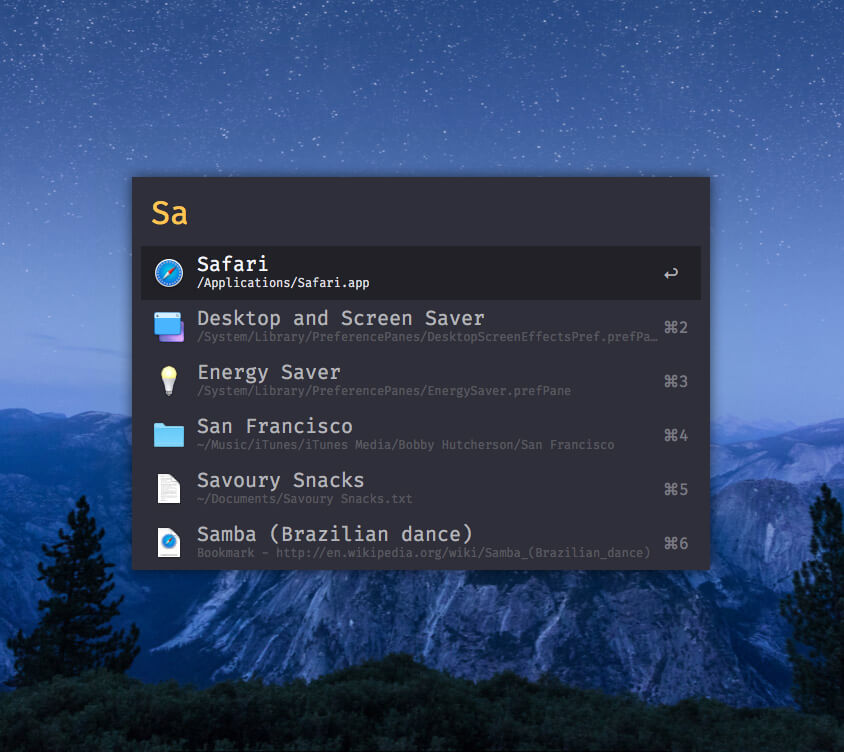 Sa
Safari
/Applications/Safari.app
↩
Desktop and Screen Saver
/System/Library/PreferencePanes/DesktopScreenEffectsPref.prefPa…
⌘2
Energy Saver
/System/Library/PreferencePanes/EnergySaver.prefPane
⌘3
San Francisco
~/Music/iTunes/iTunes Media/Bobby Hutcherson/San Francisco
⌘4
Savoury Snacks
~/Documents/Savoury Snacks.txt
⌘5
Samba (Brazilian dance)
Bookmark - http://en.wikipedia.org/wiki/Samba_(Brazilian_dance)
⌘6